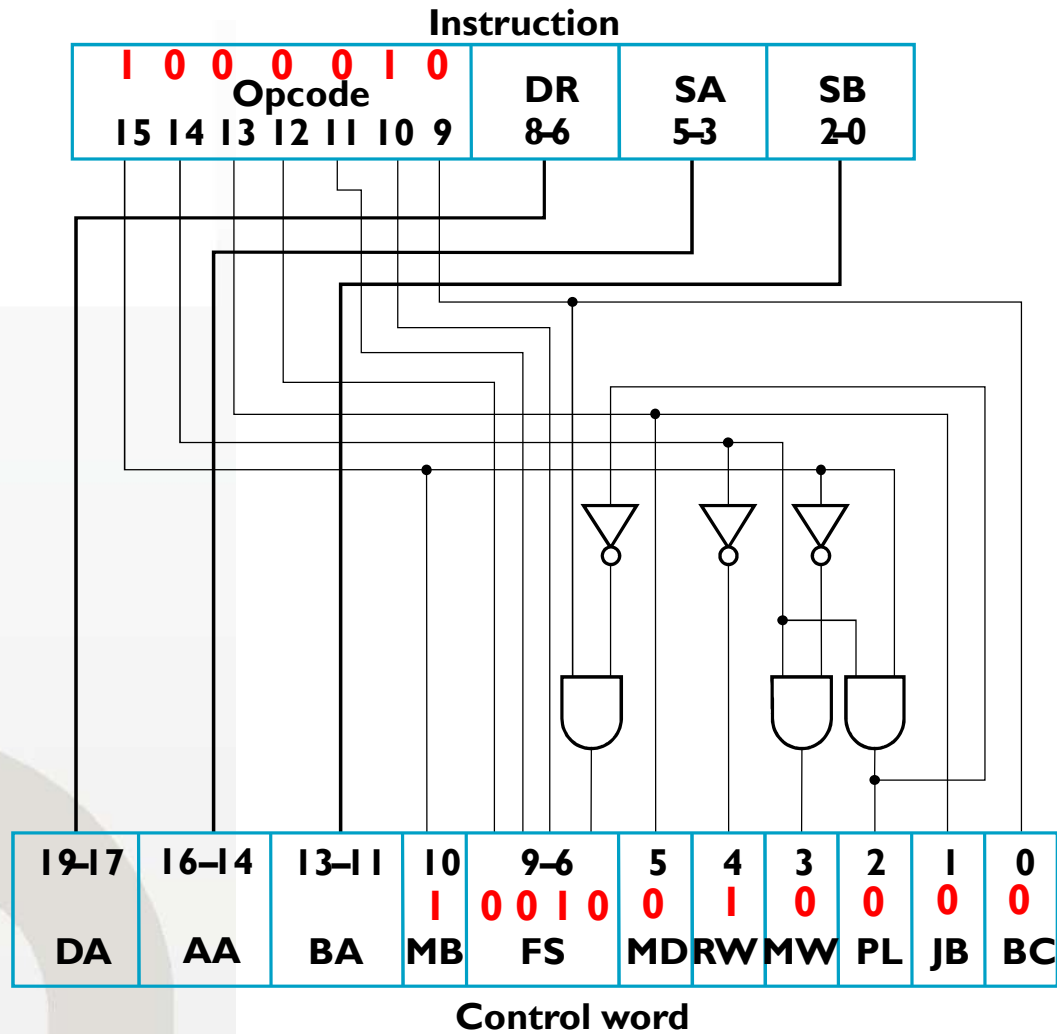 Instruction
1 0 0 0 0 1 0
Opcode DR SA SB
15 14 13 12 11 10 9 8–6 5–3 2–0
19–17 16–14 13–11 10 9–6 5 4 3 2 1 0
1 0 0 1 0 0 1 0 0 0 0
DA AA BA MB FS MD RW MW PL JB BC
Control word